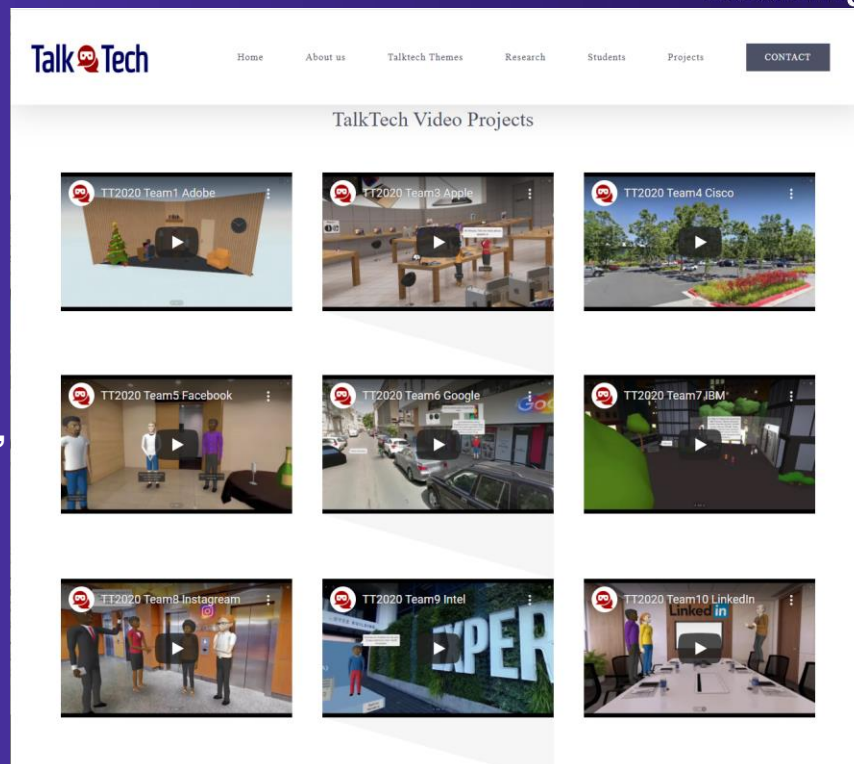 Talk Tech
Home
About us
Talktech Themes
Research
Students
Projects
CONTACT
TalkTech Video Projects
TT2020 Team1 Adobe
TT2020 Team3 Apple
TT2020 Team4 Cisco
TT2020 Team5 Facebook
TT2020 Team6 Google
TT2020 Team7 IBM
TT2020 Team8 Instagream
TT2020 Team9 Intel
EXPER
TT2020 Team10 LinkedIn
Linked in